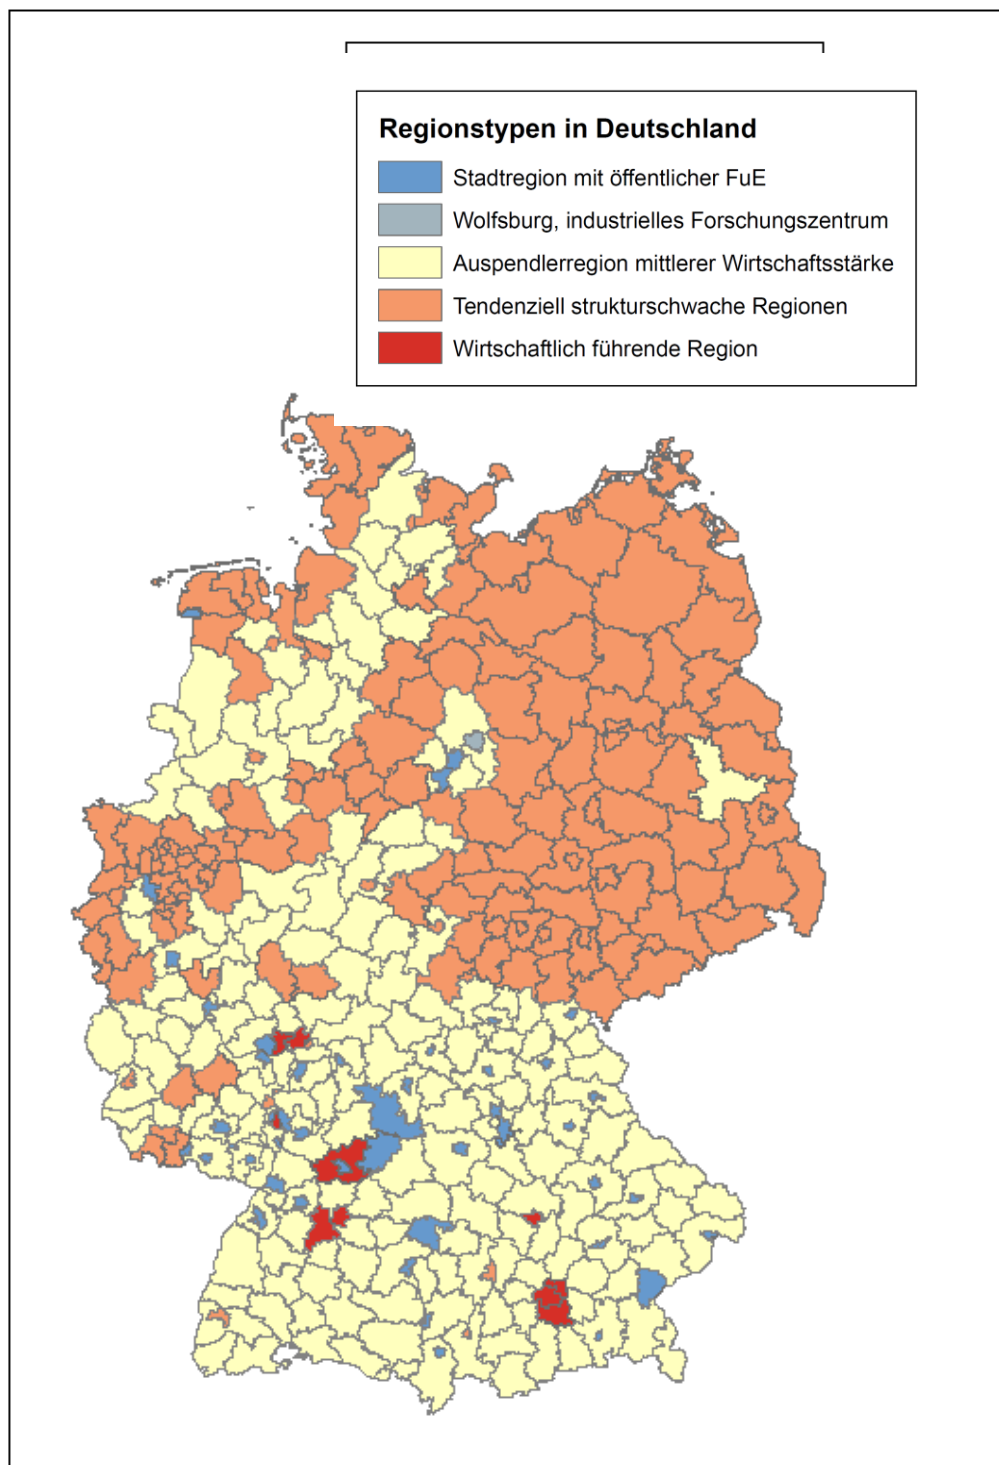 Regionstypen in Deutschland
Stadtregion mit öffentlicher FuE
Wolfsburg, industrielles Forschungszentrum
Auspendlerregion mittlerer Wirtschaftsstärke
Tendenziell strukturschwache Regionen
Wirtschaftlich führende Region